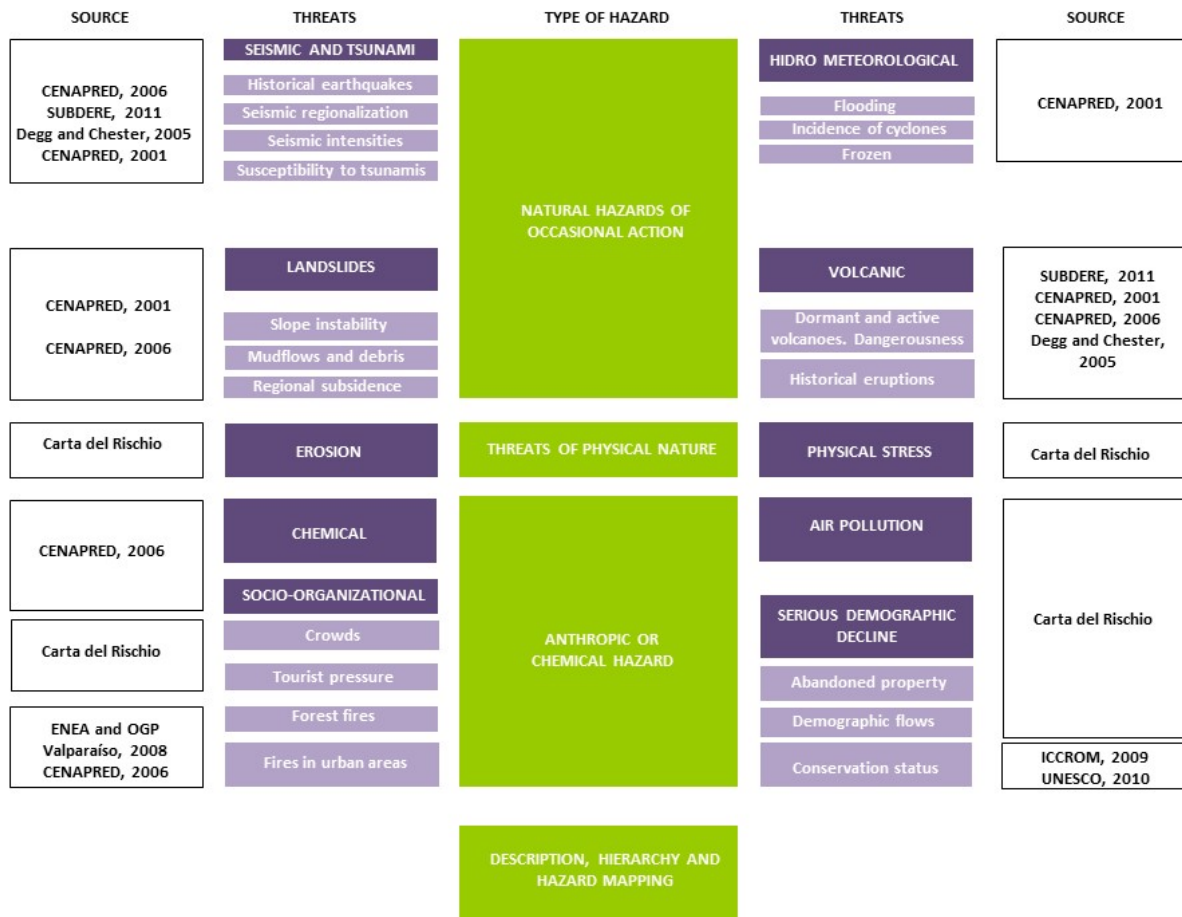 SOURCE
THREATS
TYPE OF HAZARD
THREATS
SOURCE
CENAPRED, 2006
SUBDERE, 2011
Degg and Chester, 2005
CENAPRED, 2001
SEISMIC AND TSUNAMI
Historical earthquakes
Seismic regionalization
Seismic intensities
Susceptibility to tsunamis
NATURAL HAZARDS OF
OCCASIONAL ACTION
HIDRO METEOROLOGICAL
Flooding
Incidence of cyclones
Frozen
CENAPRED, 2001
CENAPRED, 2001
CENAPRED, 2006
LANDSLIDES
Slope instability
Mudflows and debris
Regional subsidence
VOLCANIC
Dormant and active
volcanoes. Dangerousness
Historical eruptions
SUBDERE, 2011
CENAPRED, 2001
CENAPRED, 2006
Degg and Chester,
2005
Carta del Rischio
EROSION
THREATS OF PHYSICAL NATURE
PHYSICAL STRESS
Carta del Rischio
CENAPRED, 2006
CHEMICAL
SOCIO-ORGANIZATIONAL
Carta del Rischio
Crowds
Tourist pressure
ENEA and OGP
Valparaíso, 2008
CENAPRED, 2006
Forest fires
Fires in urban areas
ANTHROPIC OR
CHEMICAL HAZARD
AIR POLLUTION
SERIOUS DEMOGRAPHIC
DECLINE
Abandoned property
Demographic flows
Conservation status
Carta del Rischio
ICCROM, 2009
UNESCO, 2010
DESCRIPTION, HIERARCHY AND
HAZARD MAPPING